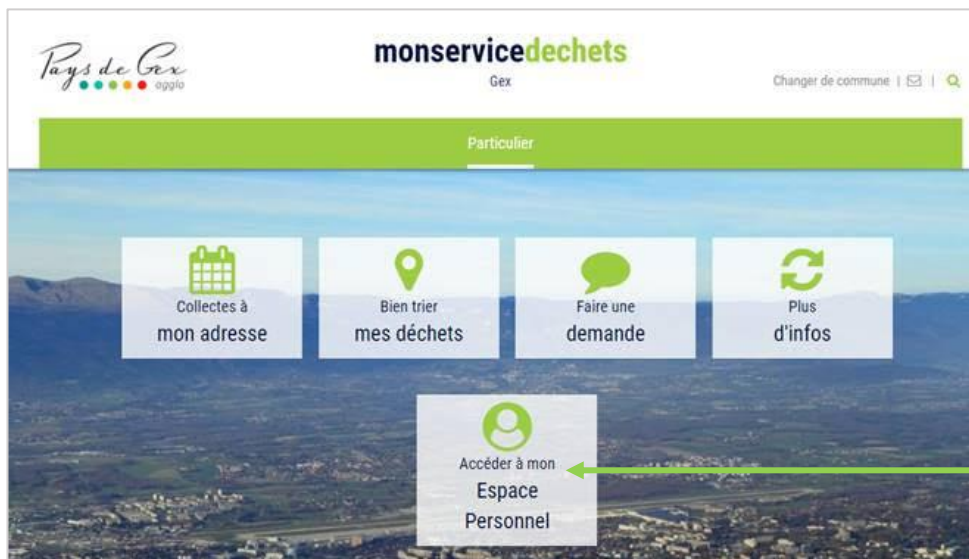 Pays de Gex
agglo
monservicedechets
Gex
Changer de commune | |
Particulier
Collectes à
mon adresse
Bien trier
mes déchets
Faire une
demande
Plus
d'infos
Accéder à mon
Espace
Personnel